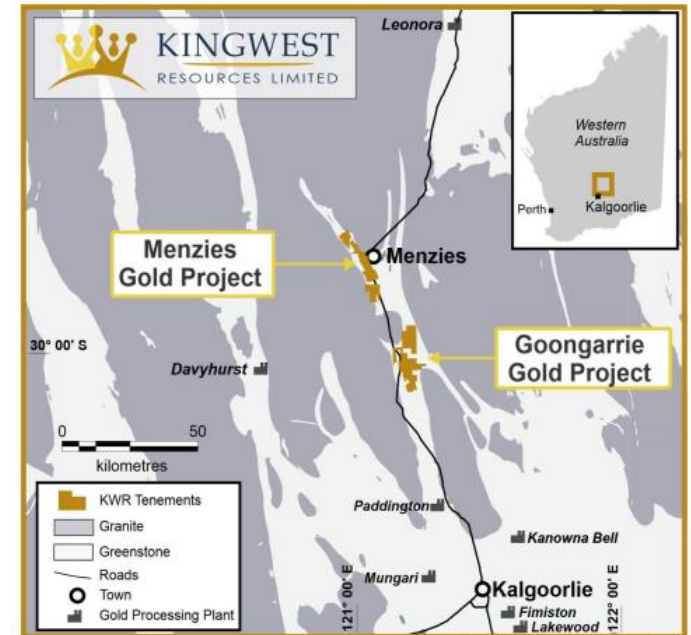 KINGWEST
RESOURCES LIMITED
Leonora
Western
Australia
Perth
Kalgoorlie
Menzies
Gold Project
Menzies
30° 00' S
Davyhurst
Goongarrie
Gold Project
0
50
kilometres
KWR Tenements
Granite
Greenstone
Roads
Town
Gold Processing Plant
Paddington
Kanowna Bell
Mungari
121° 00' E
Kalgoorlie
Fimiston
Lakewood
122° 00' E